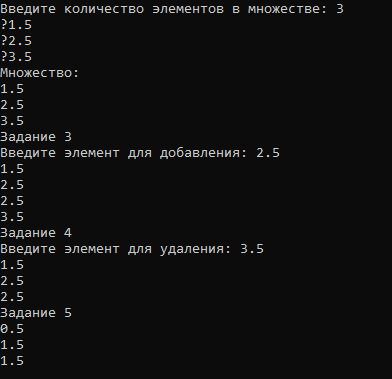 Введите количество элементов в множестве: 3
?1.5
?2.5
?3.5
Множество:
1.5
2.5
3.5
Задание 3
Введите элемент для добавления: 2.5
1.5
2.5
2.5
3.5
Задание 4
Введите элемент для удаления: 3.5
1.5
2.5
2.5
Задание 5
0.5
1.5
1.5